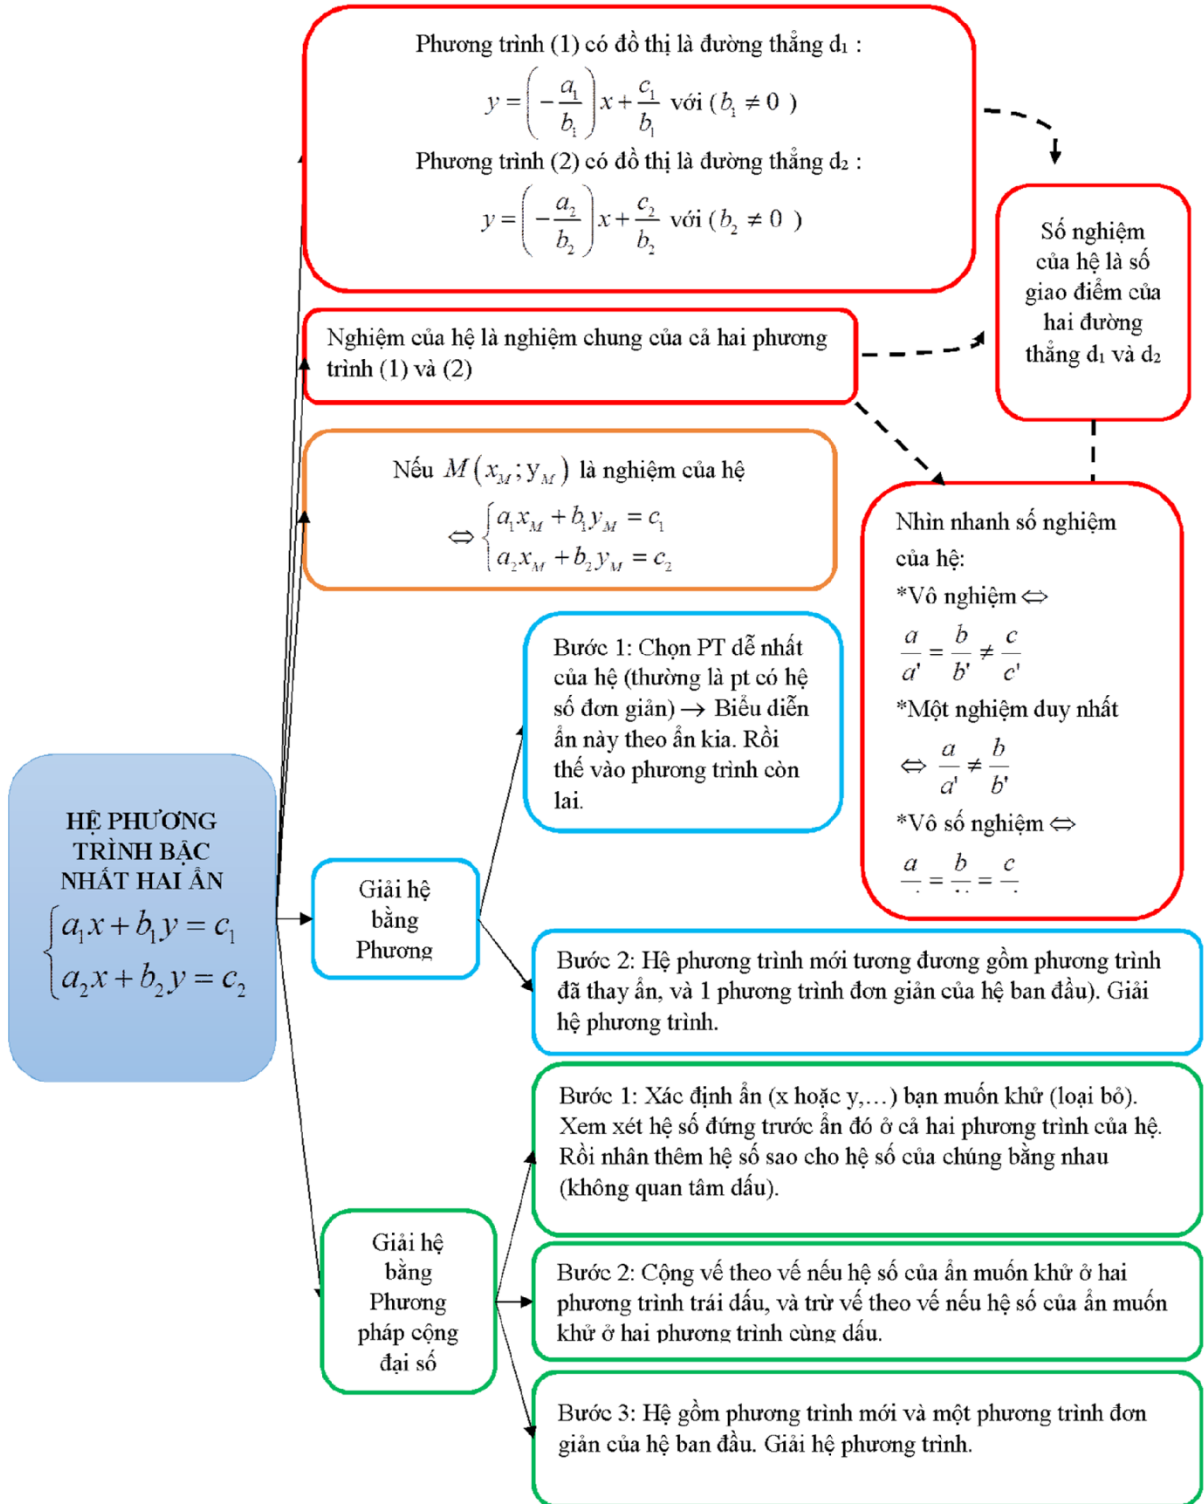 Phương trình (1) có đồ thị là đường thẳng d₁ :
y = (-a₁/b₁)x + c₁/b₁ với ( b₁ ≠ 0 )
Phương trình (2) có đồ thị là đường thẳng d₂ :
y = (-a₂/b₂)x + c₂/b₂ với ( b₂ ≠ 0 )
Số nghiệm
của hệ là số
giao điểm của
hai đường
thẳng d₁ và d₂
Nghiệm của hệ là nghiệm chung của cả hai phương
trình (1) và (2)
Nếu M(x_M; y_M) là nghiệm của hệ
⇔ { a₁x_M + b₁y_M = c₁
a₂x_M + b₂y_M = c₂
Nhìn nhanh số nghiệm
của hệ:
*Vô nghiệm ⇔
a/a' = b/b' ≠ c/c'
*Một nghiệm duy nhất
⇔ a/a' ≠ b/b'
*Vô số nghiệm ⇔
a = b = c
Bước 1: Chọn PT dễ nhất
của hệ (thường là pt có hệ
số đơn giản) → Biểu diễn
ẩn này theo ẩn kia. Rồi
thế vào phương trình còn
lai.
HỆ PHƯƠNG
TRÌNH BẬC
NHẤT HAI ẨN
{ a₁x + b₁y = c₁
a₂x + b₂y = c₂
Giải hệ
bằng
Phương
Bước 2: Hệ phương trình mới tương đương gồm phương trình
đã thay ẩn, và 1 phương trình đơn giản của hệ ban đầu). Giải
hệ phương trình.
Bước 1: Xác định ẩn (x hoặc y,…) bạn muốn khử (loại bỏ).
Xem xét hệ số đứng trước ẩn đó ở cả hai phương trình của hệ.
Rồi nhân thêm hệ số sao cho hệ số của chúng bằng nhau
(không quan tâm dấu).
Giải hệ
bằng
Phương
pháp cộng
đại số
Bước 2: Cộng vế theo vế nếu hệ số của ẩn muốn khử ở hai
phương trình trái dấu, và trừ vế theo vế nếu hệ số của ẩn muốn
khử ở hai phương trình cùng dấu.
Bước 3: Hệ gồm phương trình mới và một phương trình đơn
giản của hệ ban đầu. Giải hệ phương trình.